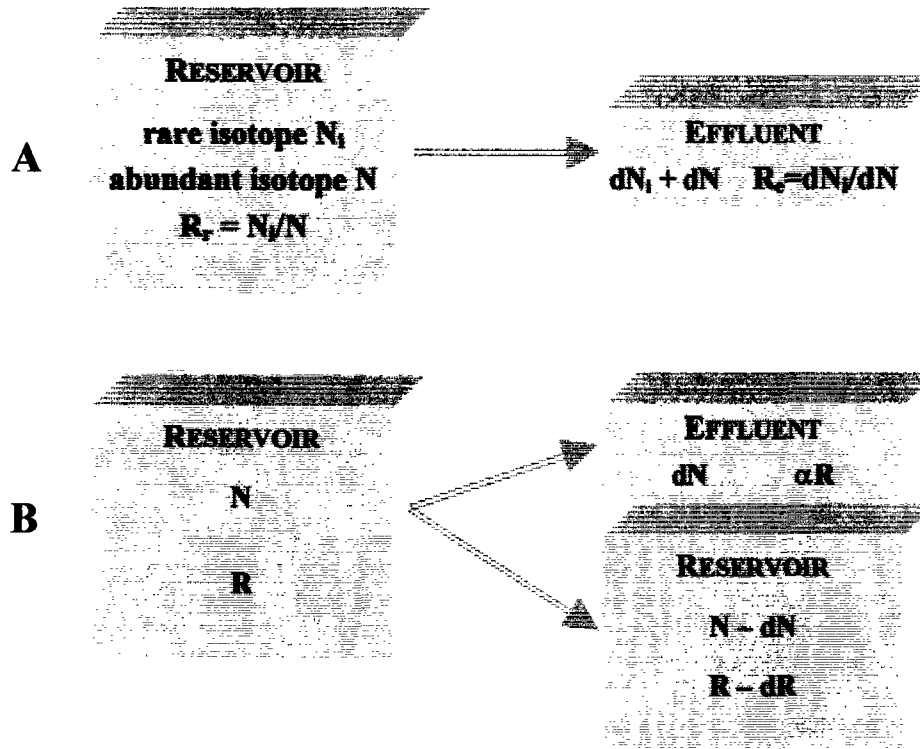 A
RESERVOIR
rare isotope Nᵢ
abundant isotope N
Rᵣ = Nᵢ/N
EFFLUENT
dNᵢ + dN Rₑ=dNᵢ/dN
B
RESERVOIR
N
R
EFFLUENT
dN αR
RESERVOIR
N – dN
R – dR